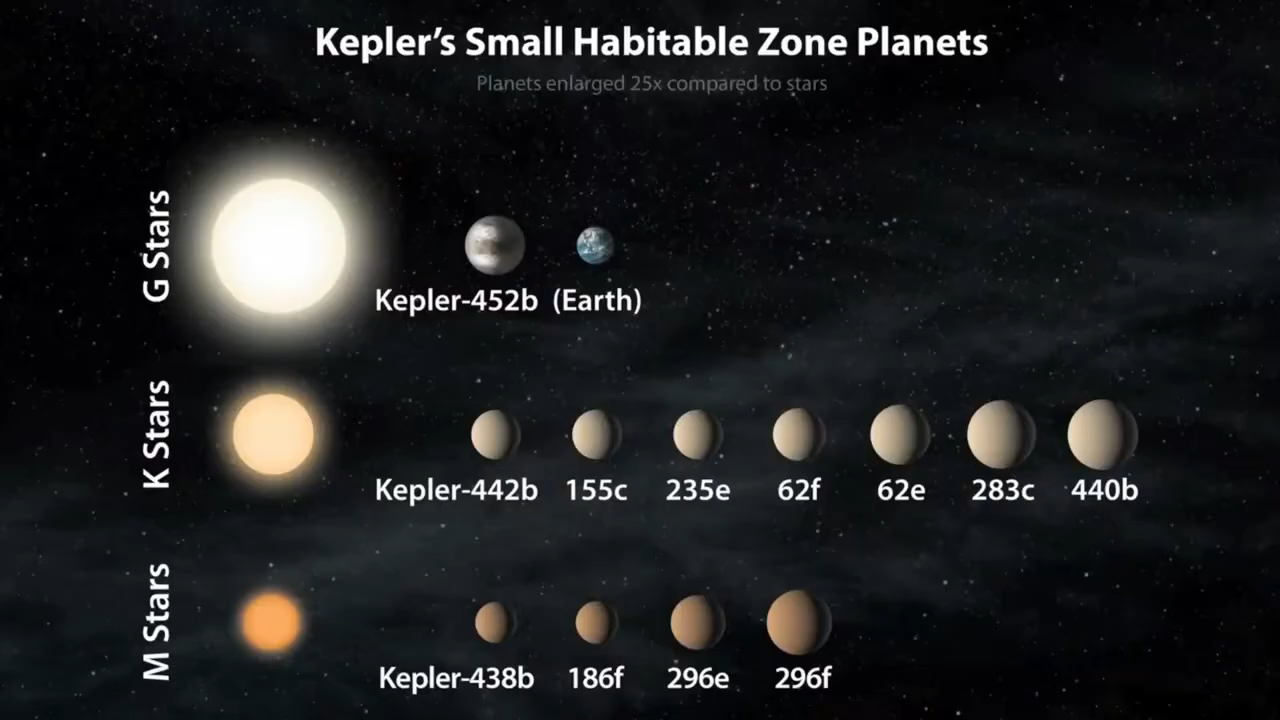 Kepler’s Small Habitable Zone Planets
Planets enlarged 25x compared to stars
G Stars
Kepler-452b (Earth)
K Stars
Kepler-442b 155c 235e 62f 62e 283c 440b
M Stars
Kepler-438b 186f 296e 296f